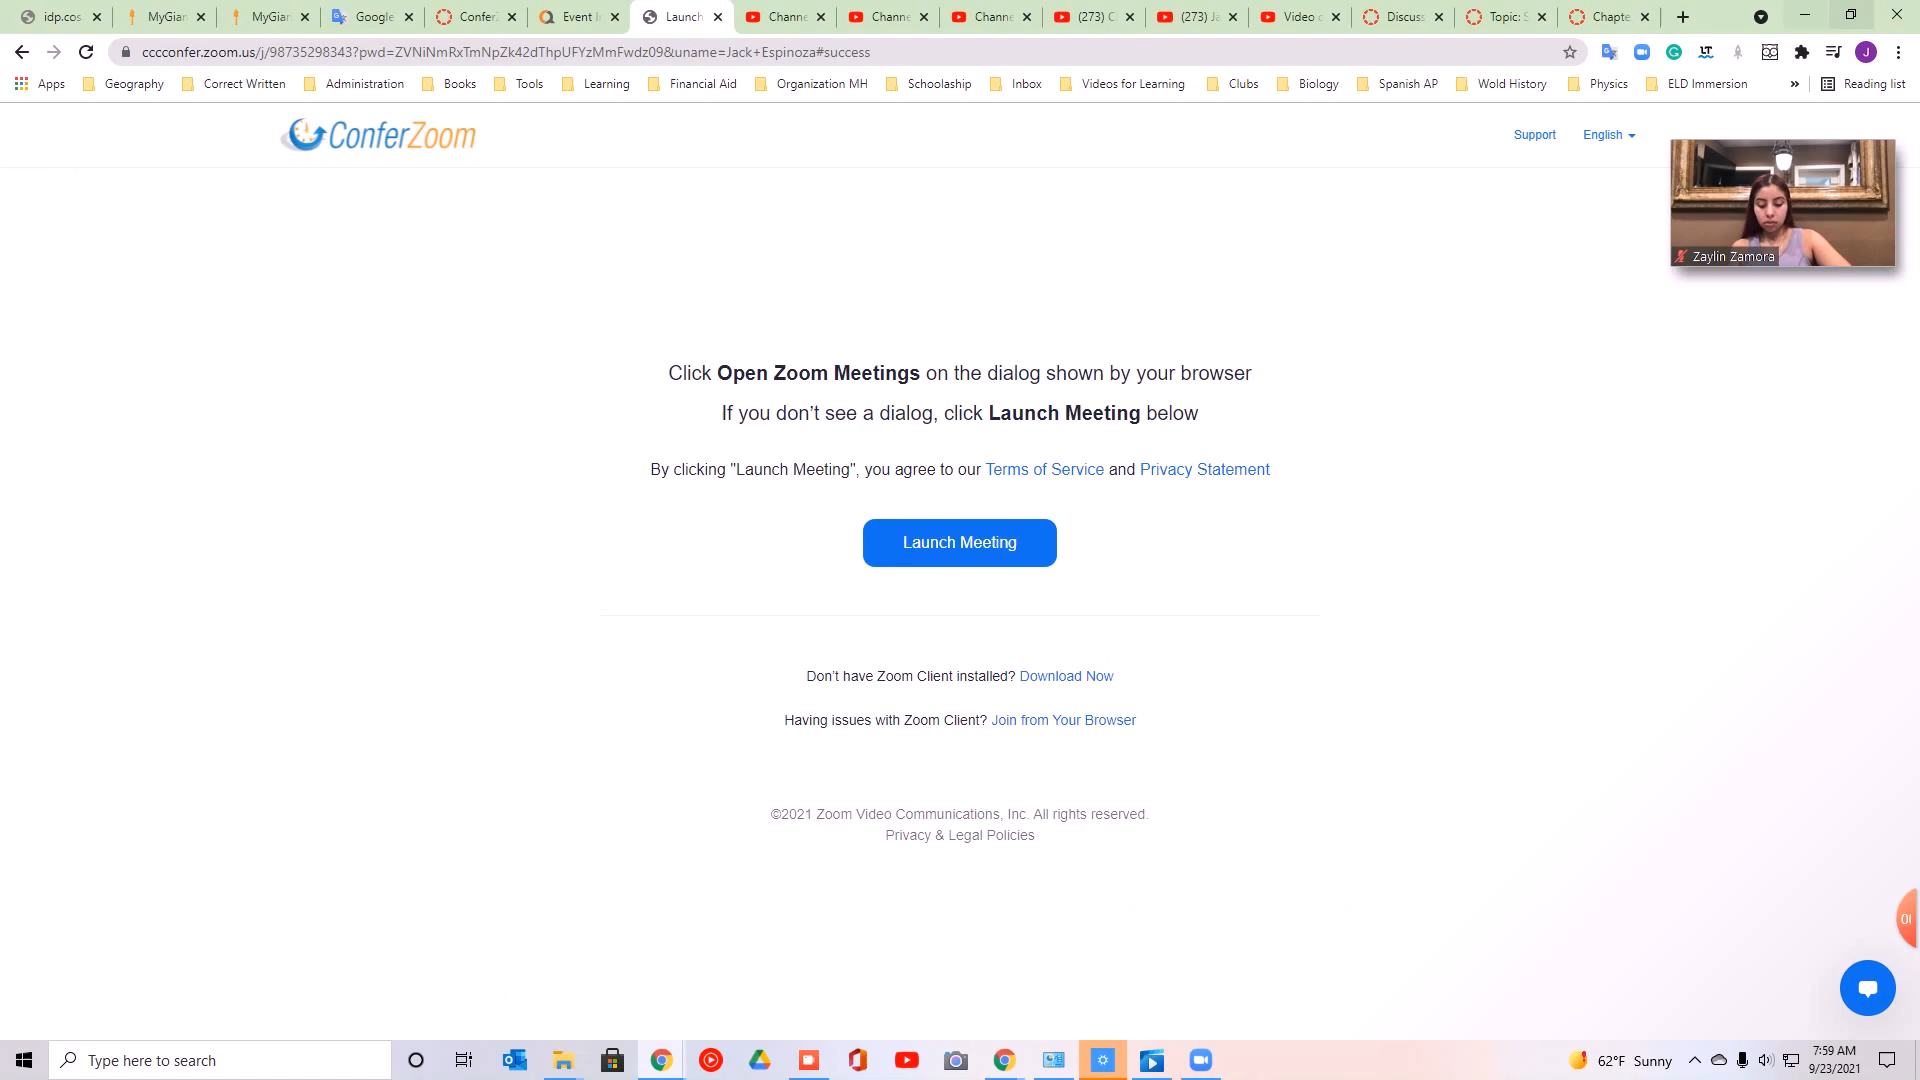 idp.cos
MyGian
MyGian
Google
ConferZ
Event I
Launch
Channe
Channe
Channe
(273) C
(273) Ja
Video c
Discuss
Topic: S
Chapte
cccconfer.zoom.us/j/98735298343?pwd=ZVNiNmRxTmNpZk42dThpUFYzMmFwdz09&uname=Jack+Espinoza#success
J
Apps
Geography
Correct Written
Administration
Books
Tools
Learning
Financial Aid
Organization MH
Schoolaship
Inbox
Videos for Learning
Clubs
Biology
Spanish AP
Wold History
Physics
ELD Immersion
»
Reading list
ConferZoom
Support
English
Zaylin Zamora
Click Open Zoom Meetings on the dialog shown by your browser
If you don’t see a dialog, click Launch Meeting below
By clicking "Launch Meeting", you agree to our Terms of Service and Privacy Statement
Launch Meeting
Don’t have Zoom Client installed? Download Now
Having issues with Zoom Client? Join from Your Browser
©2021 Zoom Video Communications, Inc. All rights reserved.
Privacy & Legal Policies
Type here to search
62°F Sunny
7:59 AM
9/23/2021